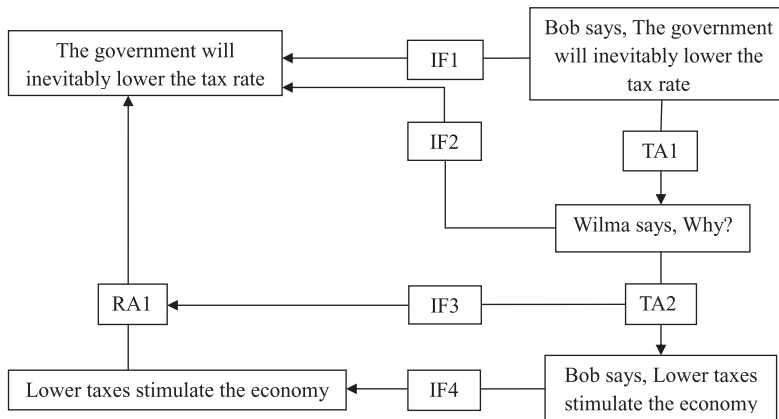 The government will
inevitably lower the tax rate
IF1
Bob says, The government
will inevitably lower the
tax rate
IF2
TA1
Wilma says, Why?
RA1
IF3
TA2
Lower taxes stimulate the economy
IF4
Bob says, Lower taxes
stimulate the economy